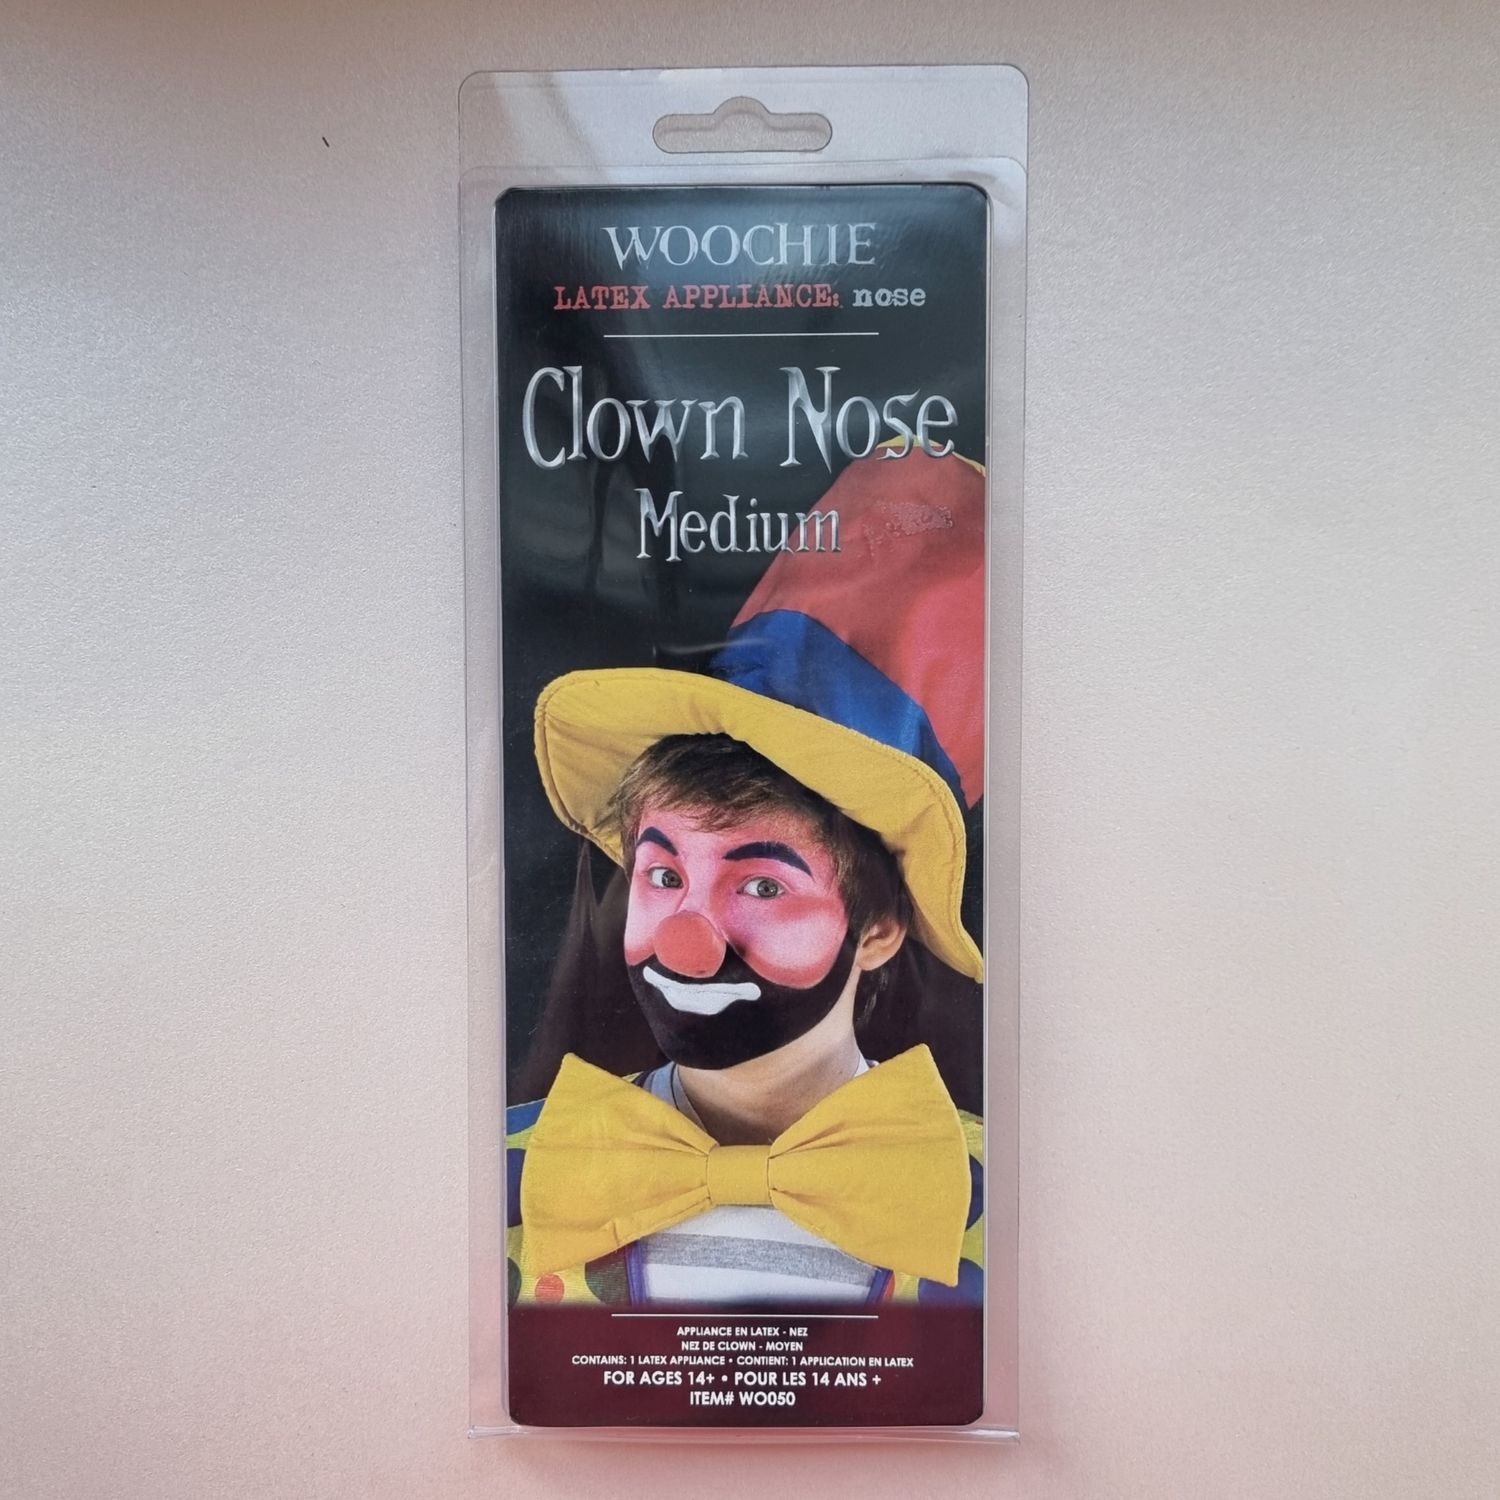 WOOCHIE
LATEX APPLIANCE: nose
Clown Nose
Medium
APPLIANCE EN LATEX - NEZ
NEZ DE CLOWN - MOYEN
CONTAINS: 1 LATEX APPLIANCE • CONTIENT: 1 APPLICATION EN LATEX
FOR AGES 14+ • POUR LES 14 ANS +
ITEM# WO050